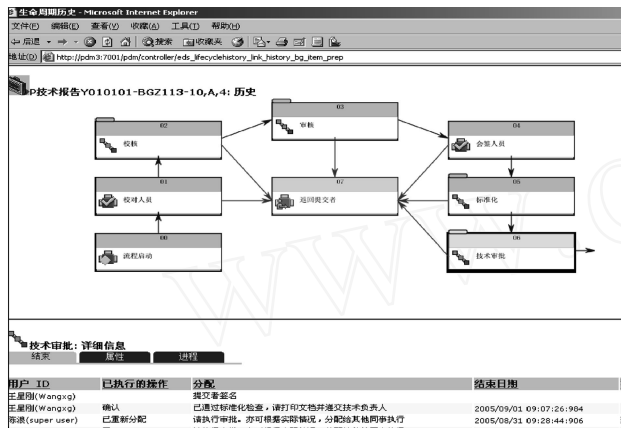 生命周期历史 - Microsoft Internet Explorer
文件(F) 编辑(E) 查看(V) 收藏(A) 工具(T) 帮助(H)
后退 搜索 收藏夹
地址(D) http://pdm3:7001/pdm/controller/eds_lifecyclehistory_link_history_bg_item_prep
P技术报告Y010101-BGZ113-10,A,4: 历史
03
审核
02
校核
04
会签人员
01
校对人员
07
返回提交者
05
标准化
00
流程启动
06
技术审批
WWW.
技术审批: 详细信息
结束 属性 进程
用户 ID 已执行的操作 分配 结束日期
王星刚(Wangxg) 提交者签名
王星刚(Wangxg) 确认 已通过标准化检查，请打印文档并递交技术负责人 2005/09/01 09:07:26:984
陈浪(super user) 已重新分配 请执行审批。亦可根据实际情况，分配给其他同事执行 2005/08/31 09:28:44:906